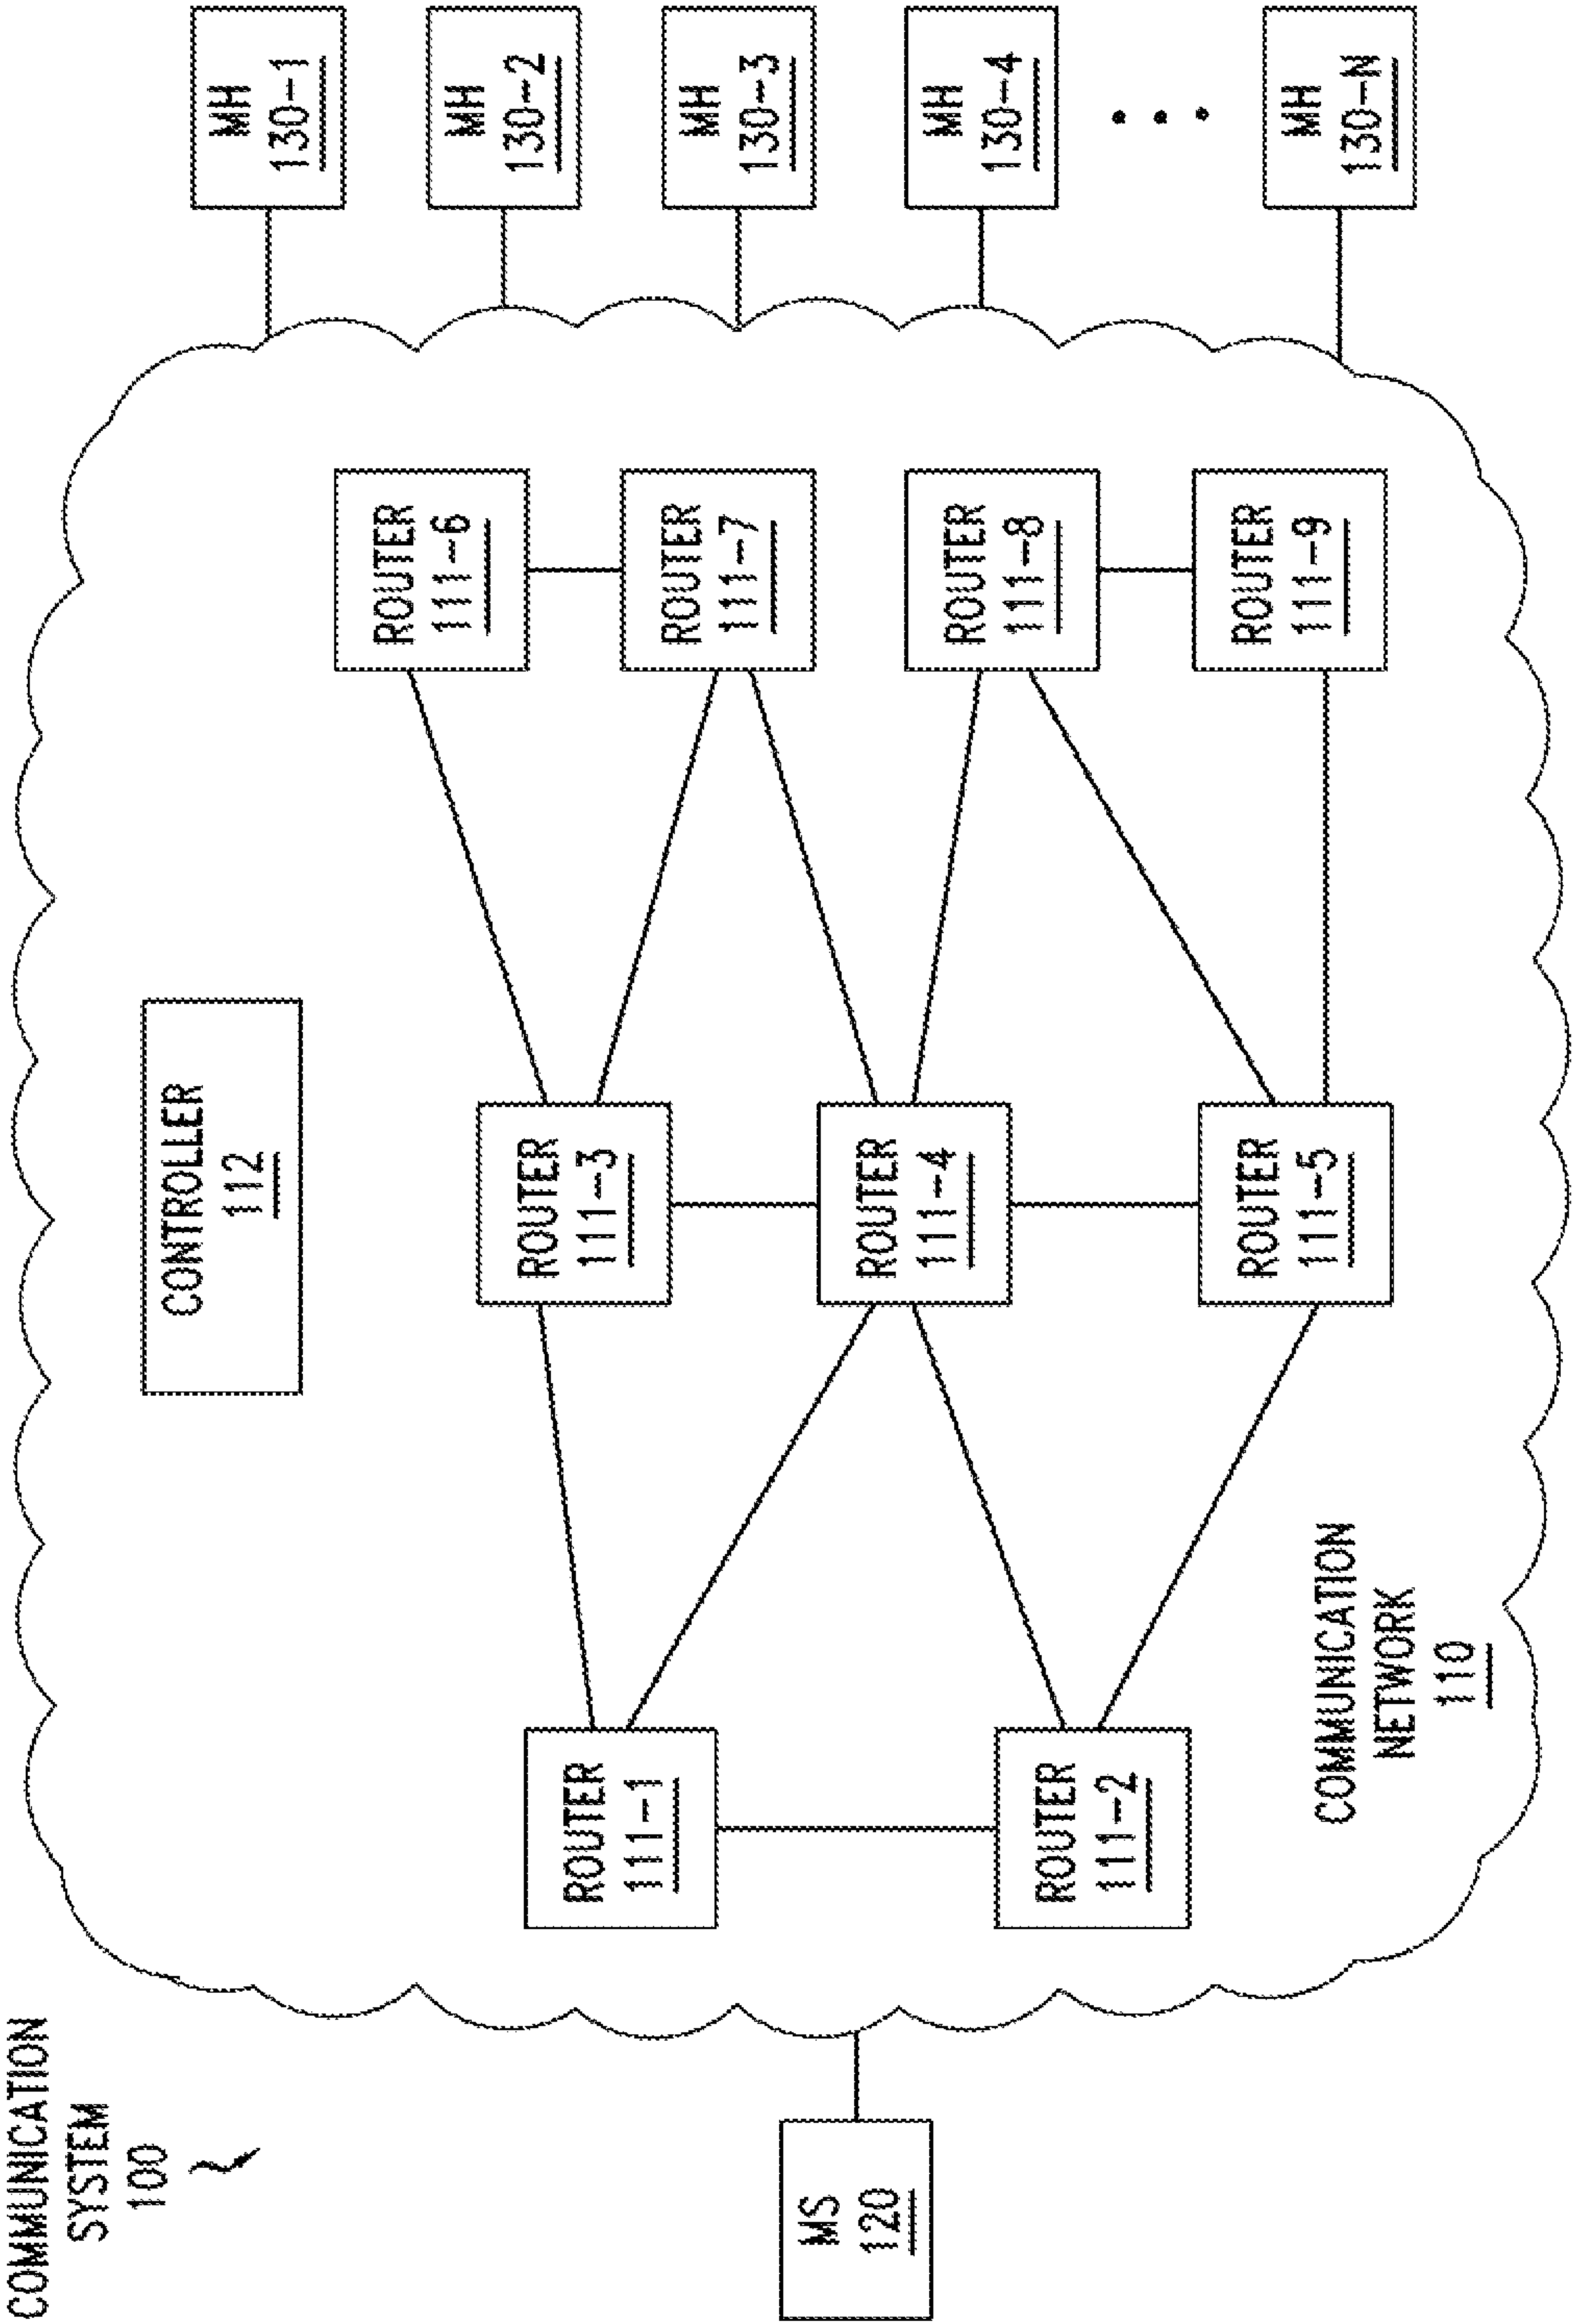 COMMUNICATION
SYSTEM
100
CONTROLLER
112
MH
130-1
ROUTER
111-6
MH
130-2
ROUTER
111-3
ROUTER
111-1
ROUTER
111-7
MH
130-3
MS
120
ROUTER
111-4
ROUTER
111-8
MH
130-4
ROUTER
111-2
ROUTER
111-5
ROUTER
111-9
MH
130-N
COMMUNICATION
NETWORK
110